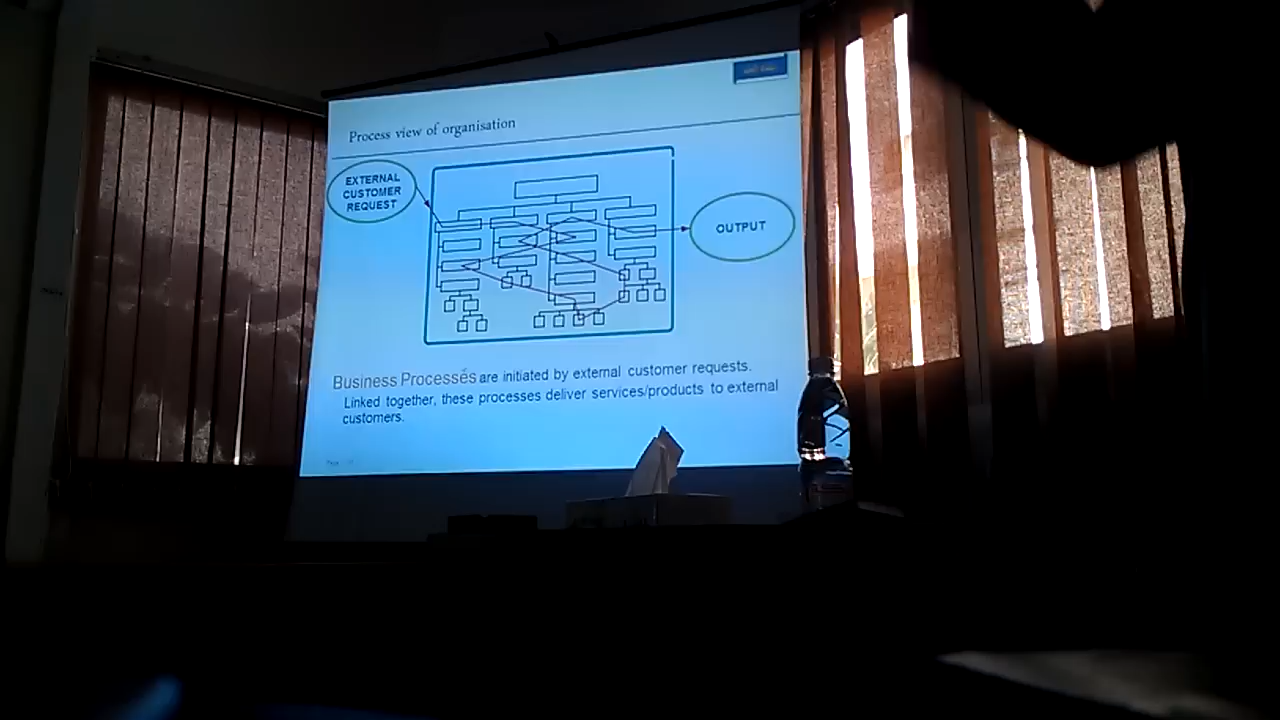 Process view of organisation
EXTERNAL
CUSTOMER
REQUEST
OUTPUT
Business Processes are initiated by external customer requests.
Linked together, these processes deliver services/products to external
customers.